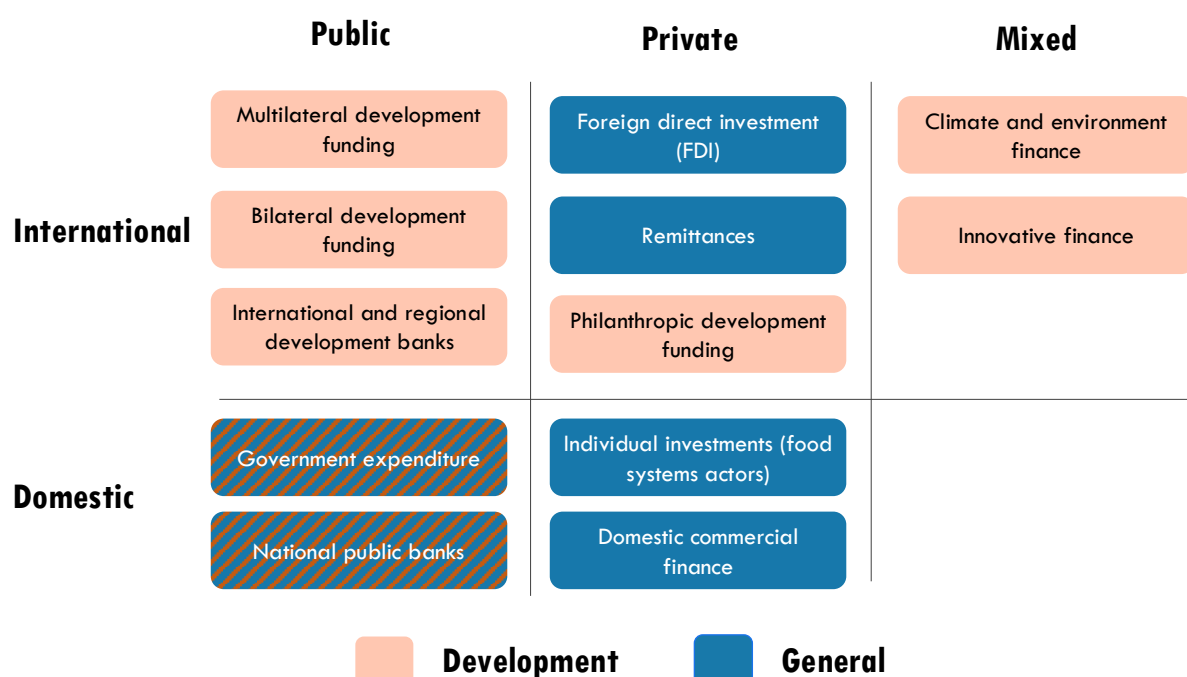 Public
Private
Mixed
International
Multilateral development
funding
Foreign direct investment
(FDI)
Climate and environment
finance
Bilateral development
funding
Remittances
Innovative finance
International and regional
development banks
Philanthropic development
funding
Domestic
Government expenditure
Individual investments (food
systems actors)
National public banks
Domestic commercial
finance
Development
General